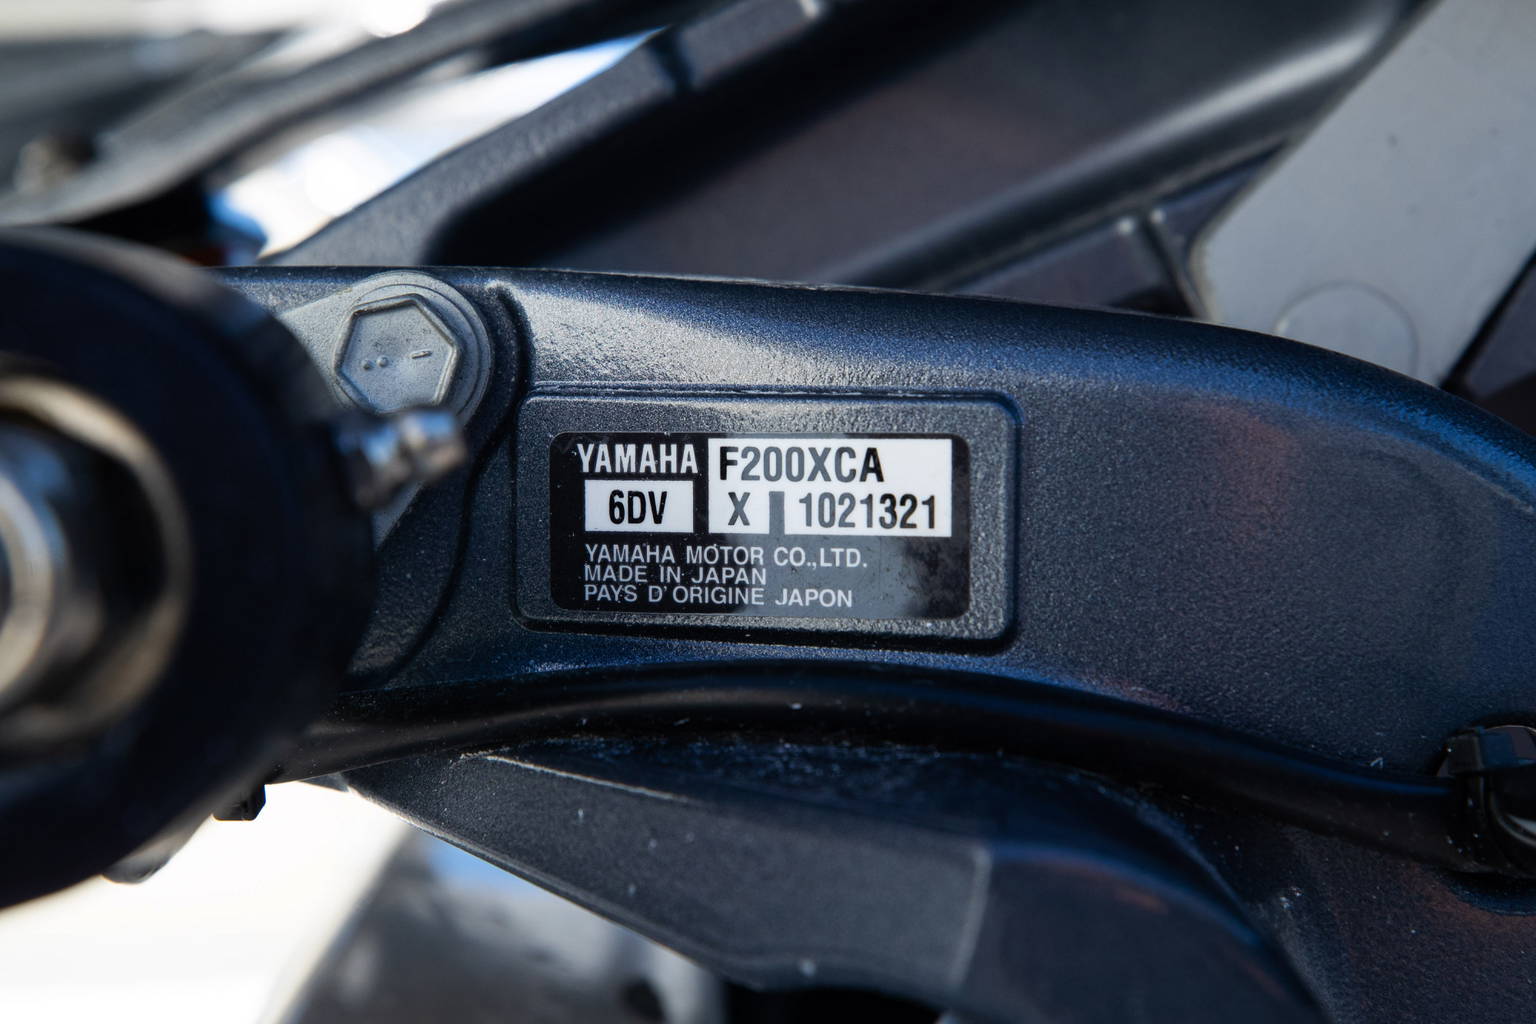 YAMAHA F200XCA
6DV X 1021321
YAMAHA MOTOR CO.,LTD.
MADE IN JAPAN
PAYS D'ORIGINE JAPON